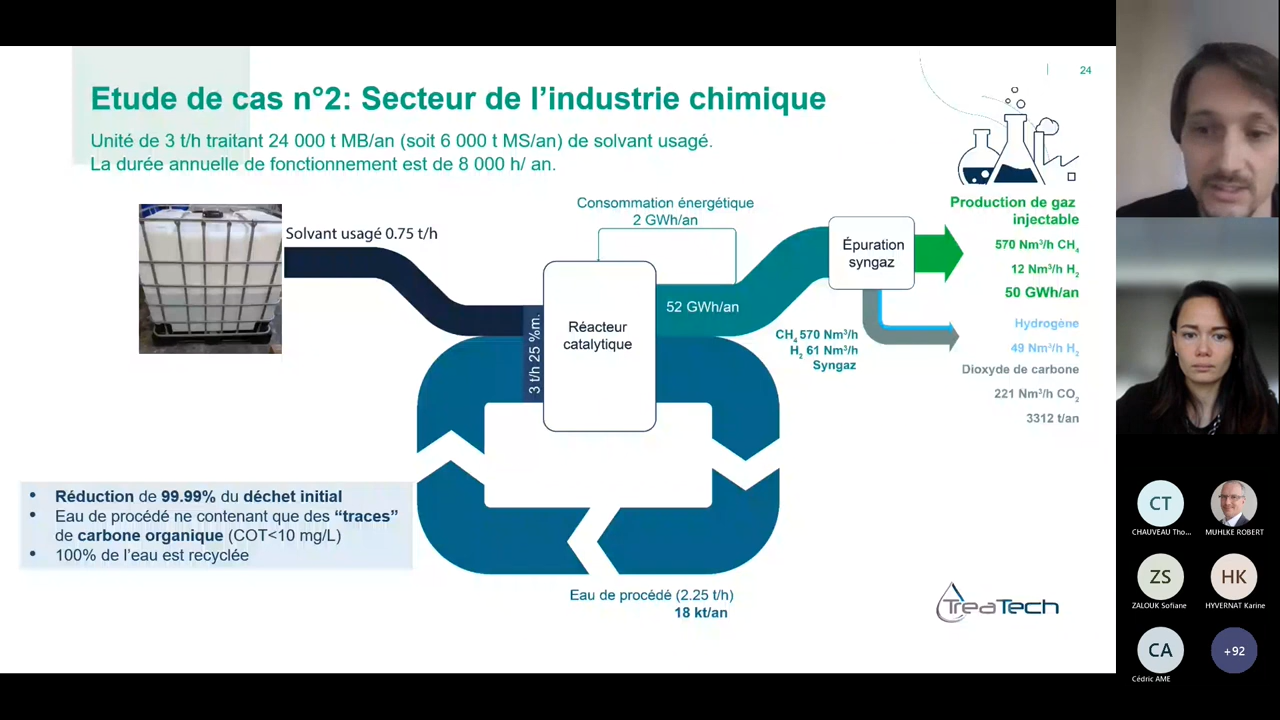 24
Etude de cas n°2: Secteur de l’industrie chimique
Unité de 3 t/h traitant 24 000 t MB/an (soit 6 000 t MS/an) de solvant usagé.
La durée annuelle de fonctionnement est de 8 000 h/ an.
Consommation énergétique
2 GWh/an
Solvant usagé 0.75 t/h
3 t/h 25 %m.
Réacteur
catalytique
52 GWh/an
Épuration
syngaz
CH₄ 570 Nm³/h
H₂ 61 Nm³/h
Syngaz
Production de gaz
injectable
570 Nm³/h CH₄
12 Nm³/h H₂
50 GWh/an
Hydrogène
49 Nm³/h H₂
Dioxyde de carbone
221 Nm³/h CO₂
3312 t/an
• Réduction de 99.99% du déchet initial
• Eau de procédé ne contenant que des “traces”
de carbone organique (COT<10 mg/L)
• 100% de l’eau est recyclée
Eau de procédé (2.25 t/h)
18 kt/an
TreaTech
CT
CHAUVEAU Tho...
MUHLKE ROBERT
ZS
ZALOUK Sofiane
HK
HYVERNAT Karine
CA
Cédric AME
+92